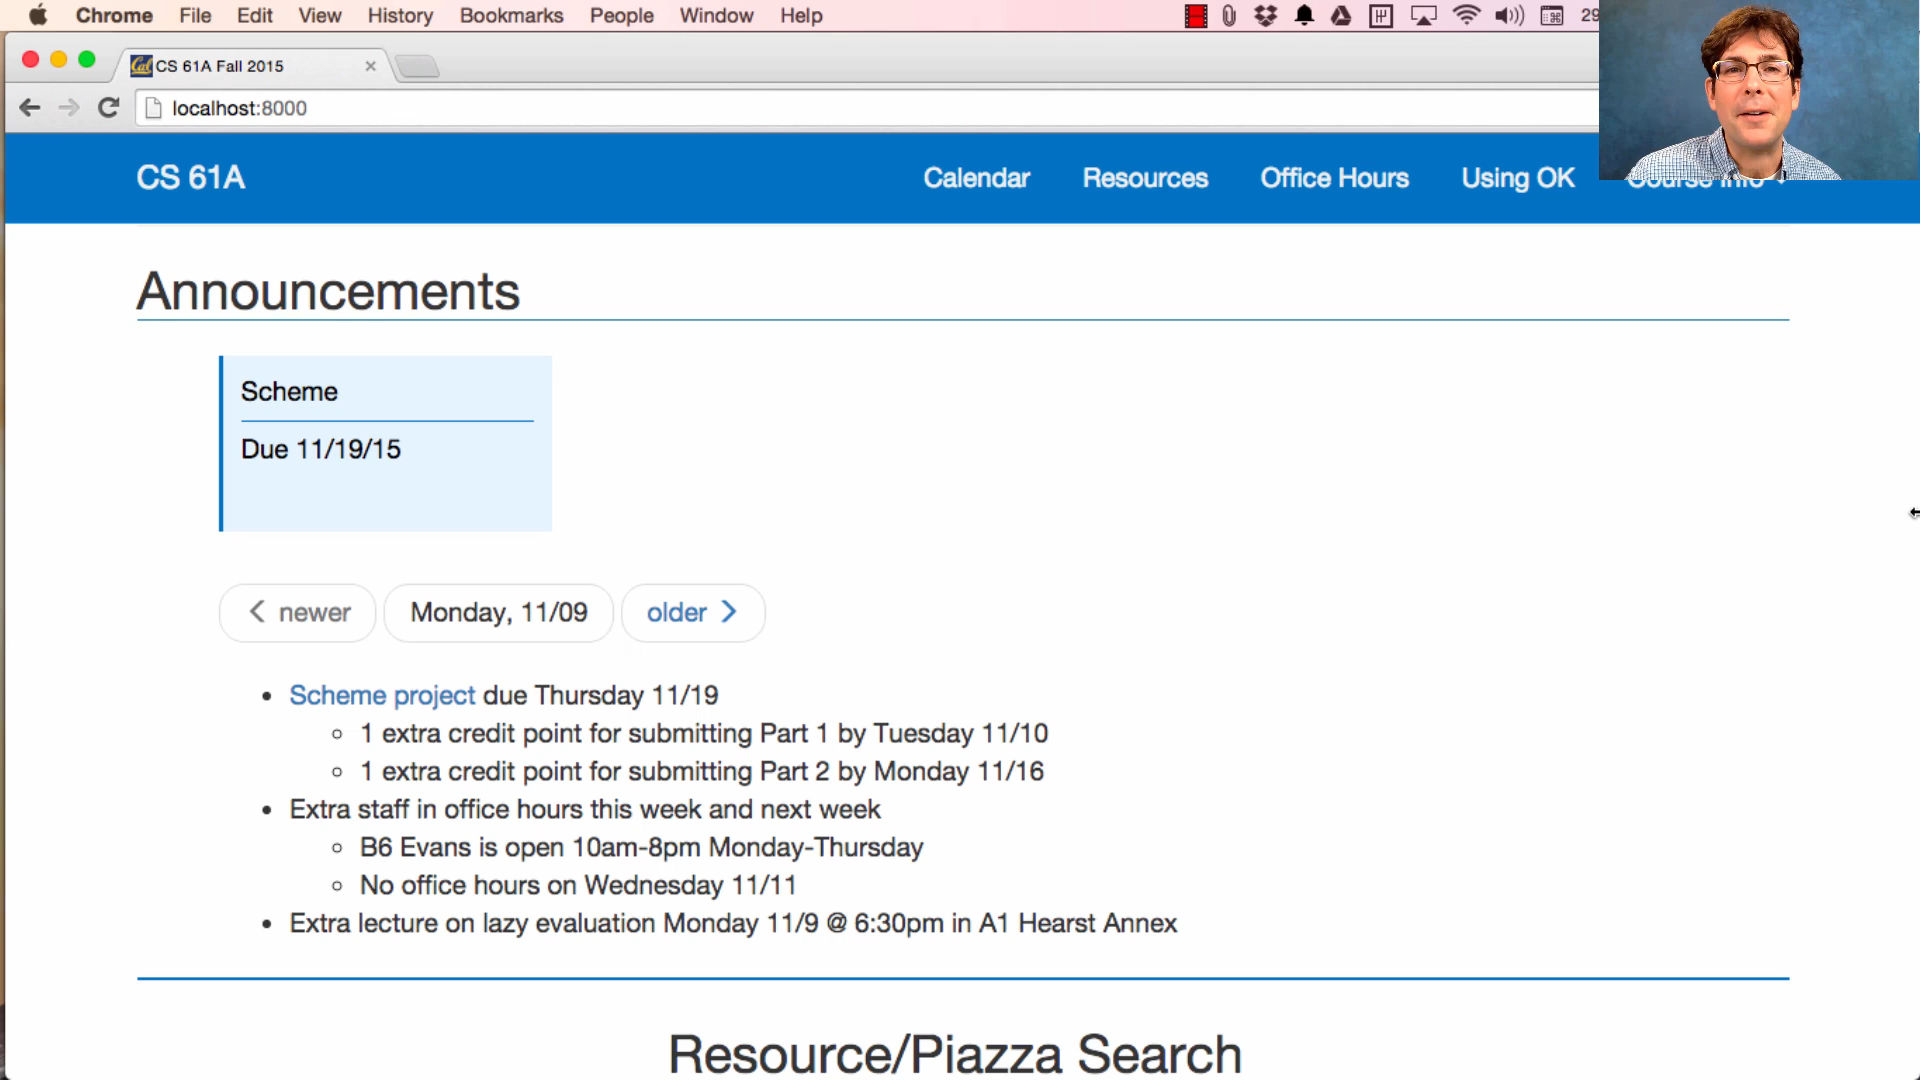 Chrome File Edit View History Bookmarks People Window Help 29
Cal CS 61A Fall 2015
localhost:8000
CS 61A Calendar Resources Office Hours Using OK Course Info
Announcements
Scheme
Due 11/19/15
newer Monday, 11/09 older
Scheme project due Thursday 11/19
1 extra credit point for submitting Part 1 by Tuesday 11/10
1 extra credit point for submitting Part 2 by Monday 11/16
Extra staff in office hours this week and next week
B6 Evans is open 10am-8pm Monday-Thursday
No office hours on Wednesday 11/11
Extra lecture on lazy evaluation Monday 11/9 @ 6:30pm in A1 Hearst Annex
Resource/Piazza Search